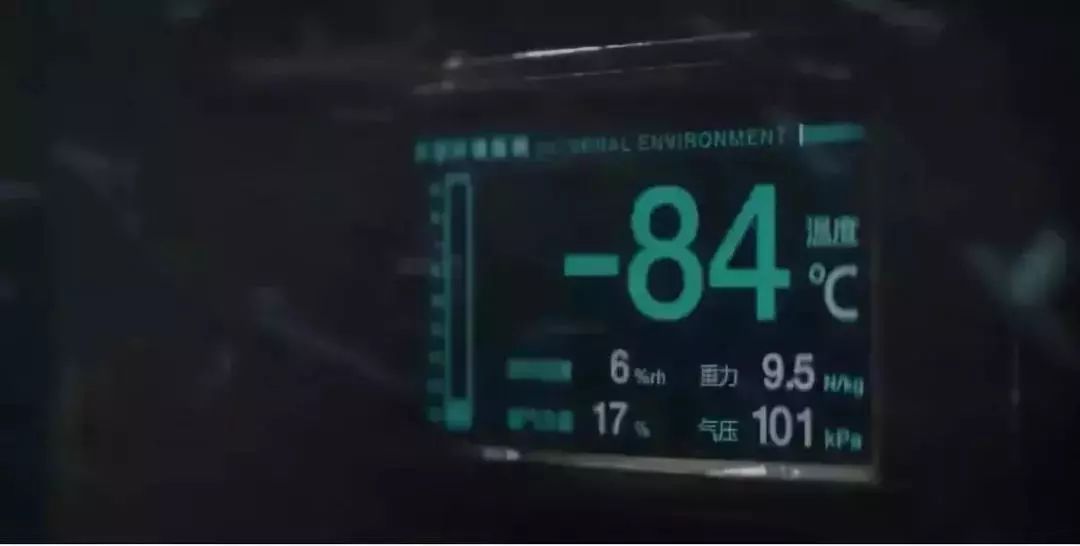 ENVIRONMENT
-84 温度
℃
6 %rh 重力 9.5 N/kg
17 % 气压 101 kPa